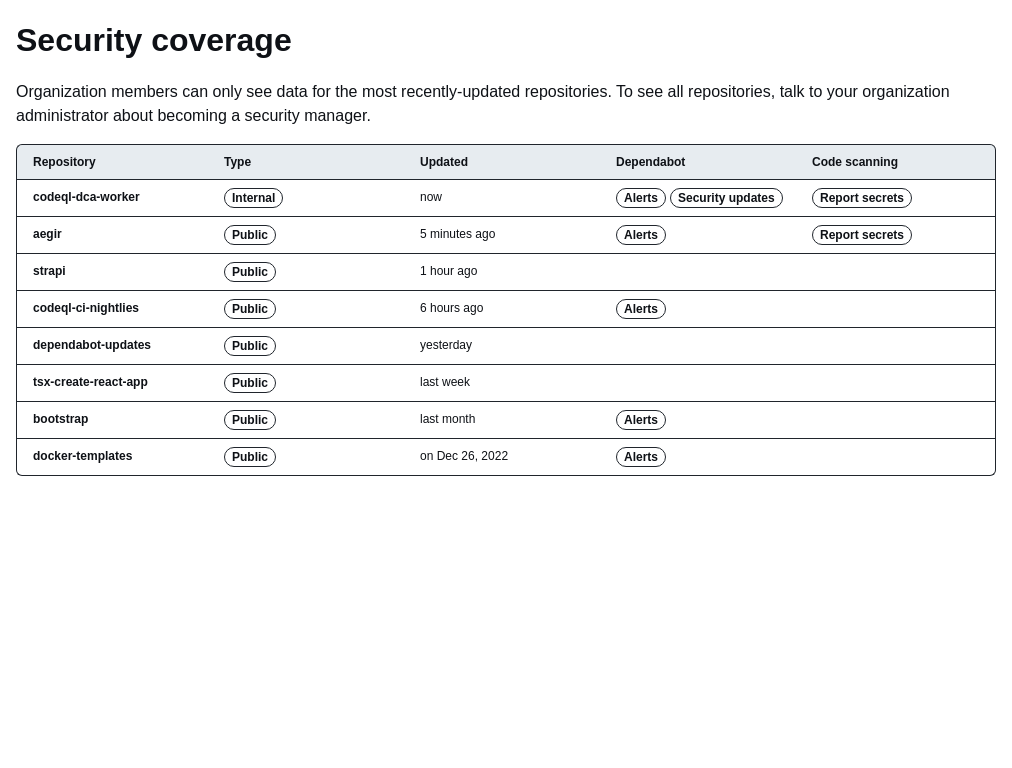 Security coverage
Organization members can only see data for the most recently-updated repositories. To see all repositories, talk to your organization
administrator about becoming a security manager.
Repository Type Updated Dependabot Code scanning
codeql-dca-worker Internal now Alerts Security updates Report secrets
aegir Public 5 minutes ago Alerts Report secrets
strapi Public 1 hour ago
codeql-ci-nightlies Public 6 hours ago Alerts
dependabot-updates Public yesterday
tsx-create-react-app Public last week
bootstrap Public last month Alerts
docker-templates Public on Dec 26, 2022 Alerts